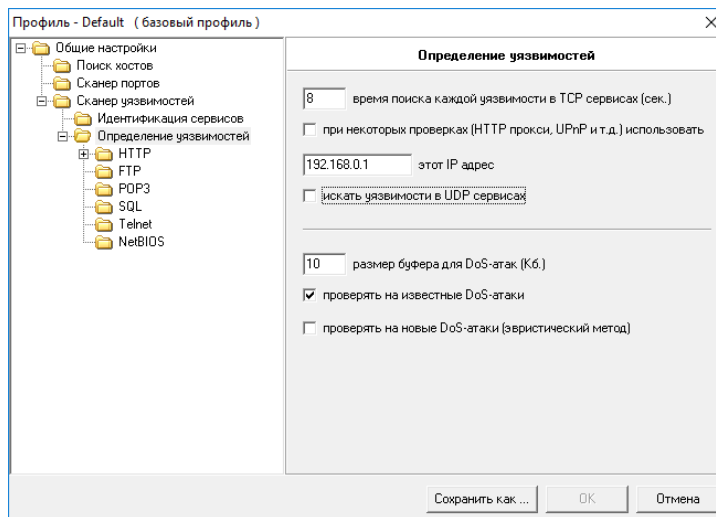 Профиль - Default ( базовый профиль )
Общие настройки
Поиск хостов
Сканер портов
Сканер уязвимостей
Идентификация сервисов
Определение уязвимостей
HTTP
FTP
POP3
SQL
Telnet
NetBIOS
Определение уязвимостей
8 время поиска каждой уязвимости в TCP сервисах (сек.)
при некоторых проверках (HTTP прокси, UPnP и т.д.) использовать
192.168.0.1 этот IP адрес
искать уязвимости в UDP сервисах
10 размер буфера для DoS-атак (Кб.)
проверять на известные DoS-атаки
проверять на новые DoS-атаки (эвристический метод)
Сохранить как ... OK Отмена